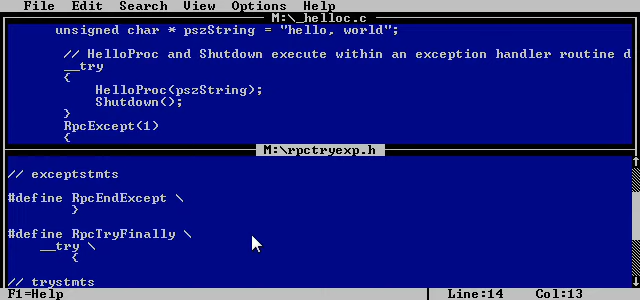 File Edit Search View Options Help
M:\_helloc.c
unsigned char * pszString = "hello, world";
// HelloProc and Shutdown execute within an exception handler routine d
__try
{
HelloProc(pszString);
Shutdown();
}
RpcExcept(1)
{
M:\rpctryexp.h
// exceptstmts
#define RpcEndExcept \
}
#define RpcTryFinally \
__try \
{
// trystmts
F1=Help Line:14 Col:13